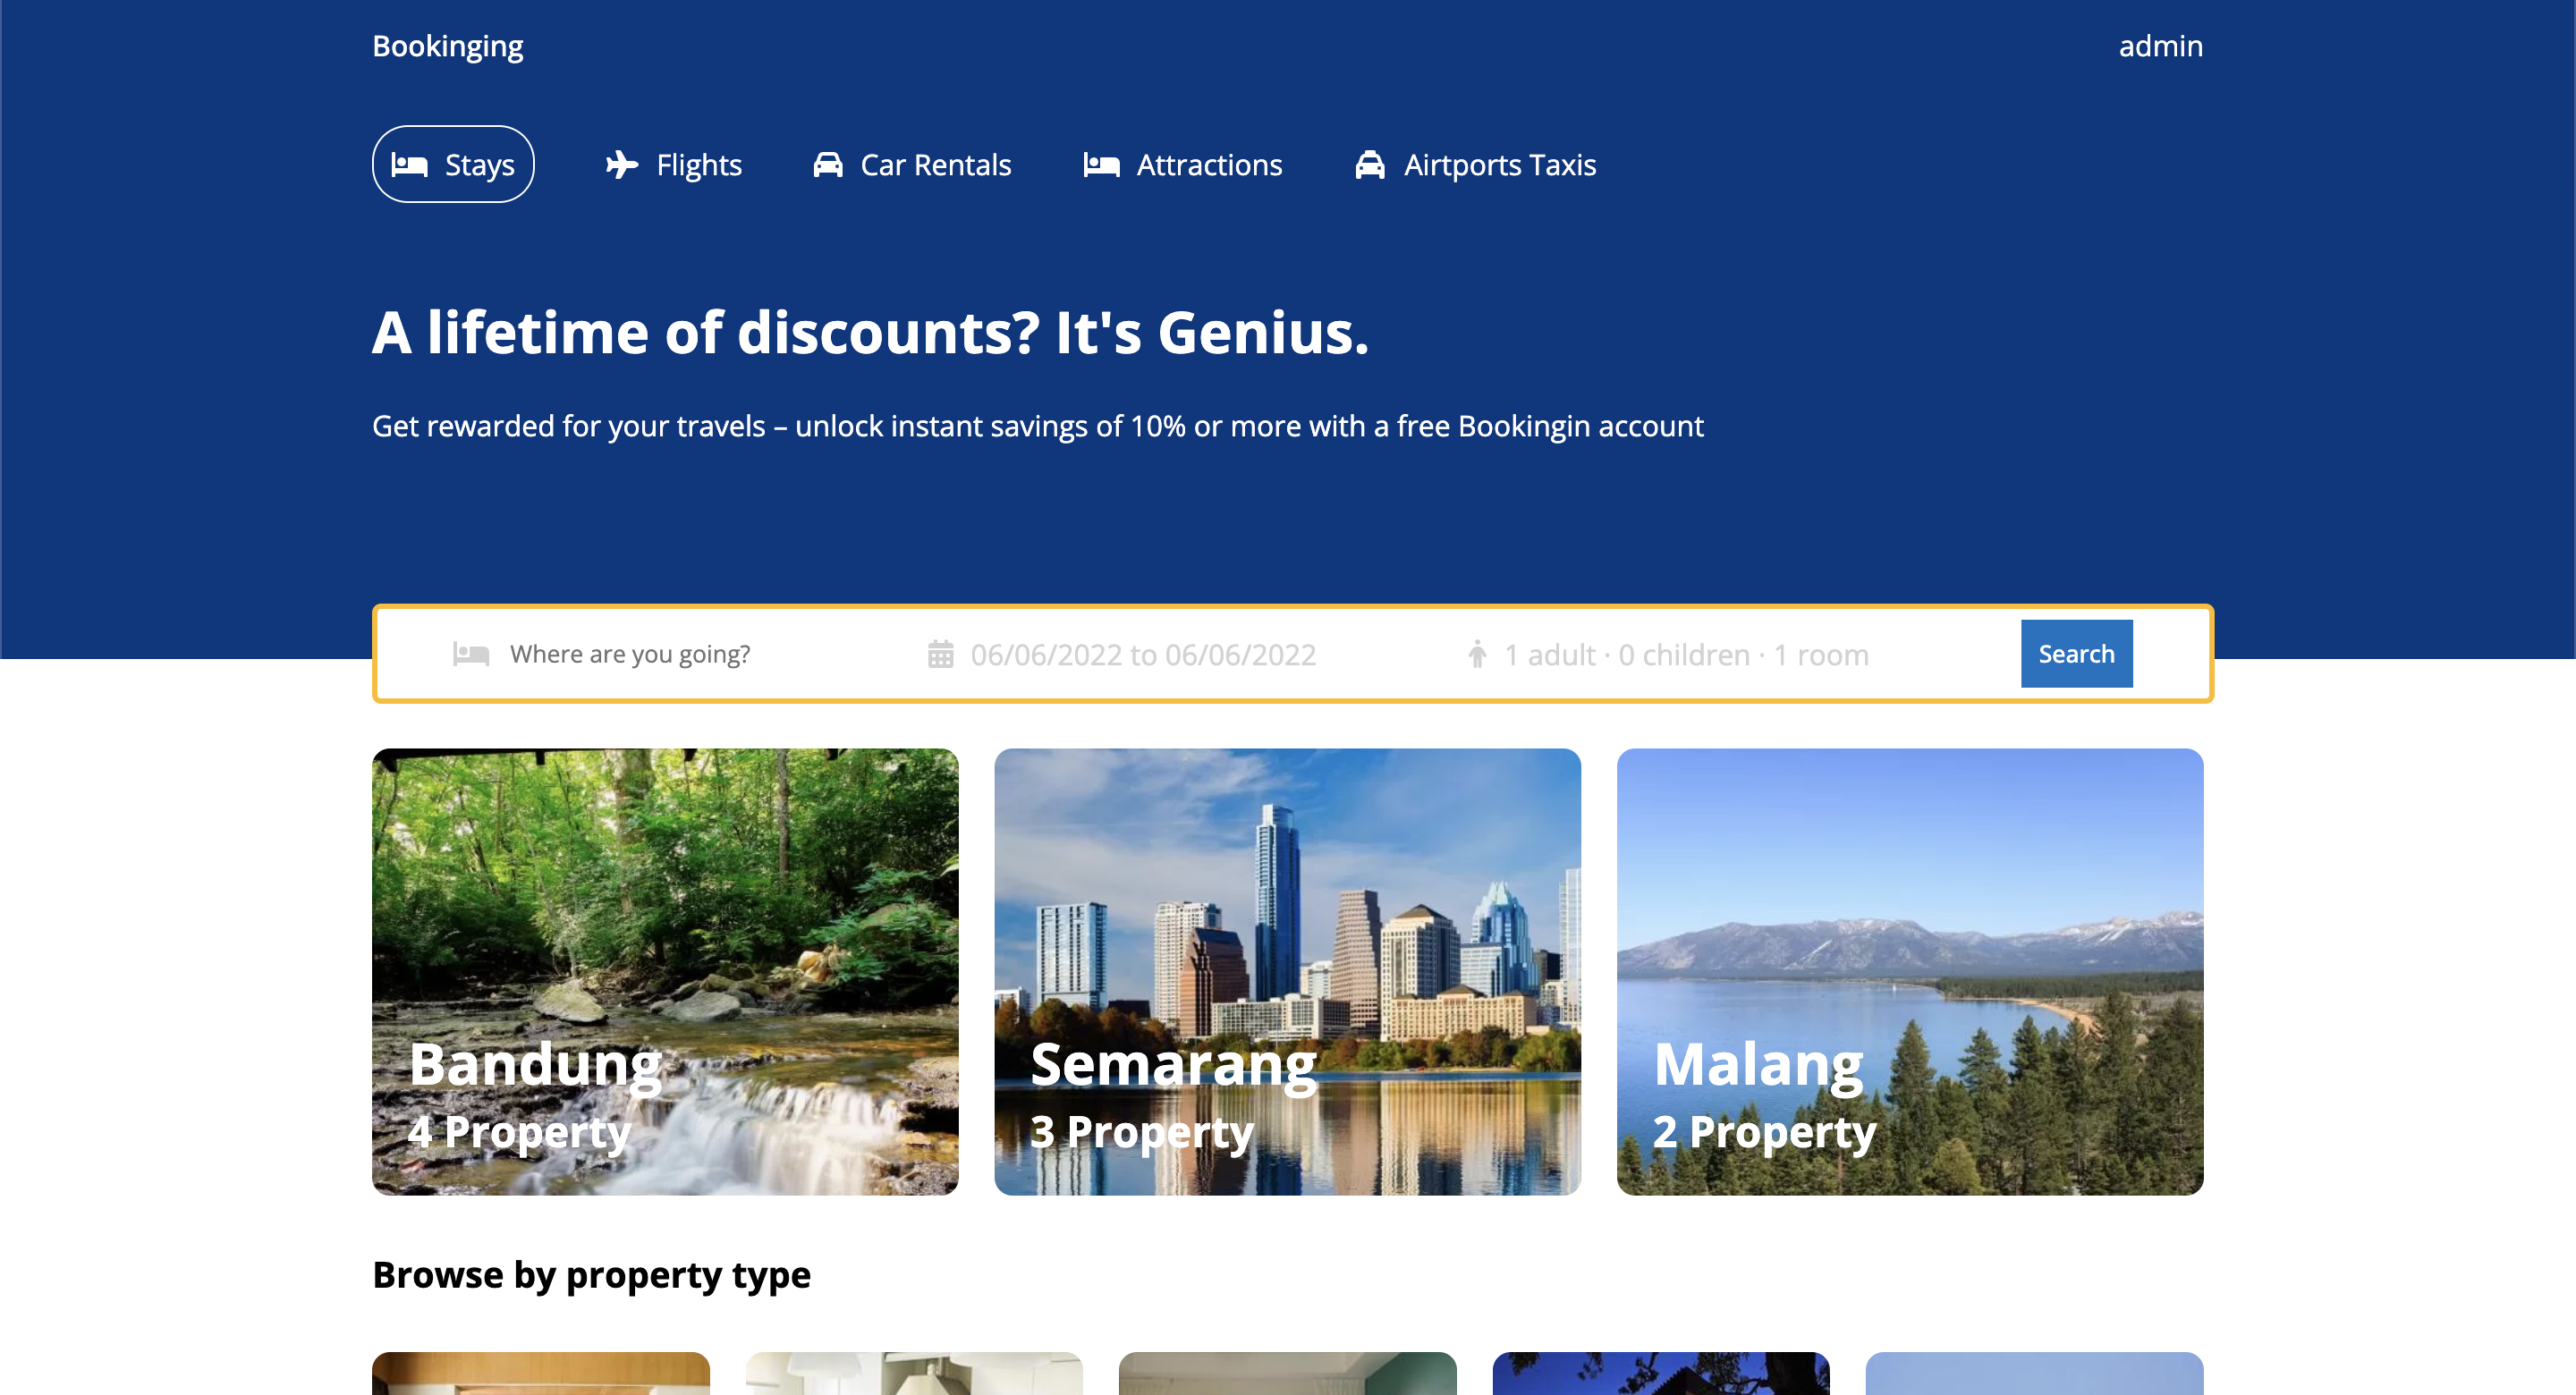 Bookinging
admin
Stays
Flights
Car Rentals
Attractions
Airtports Taxis
A lifetime of discounts? It's Genius.
Get rewarded for your travels – unlock instant savings of 10% or more with a free Bookingin account
Where are you going?
06/06/2022 to 06/06/2022
1 adult · 0 children · 1 room
Search
Bandung
4 Property
Semarang
3 Property
Malang
2 Property
Browse by property type